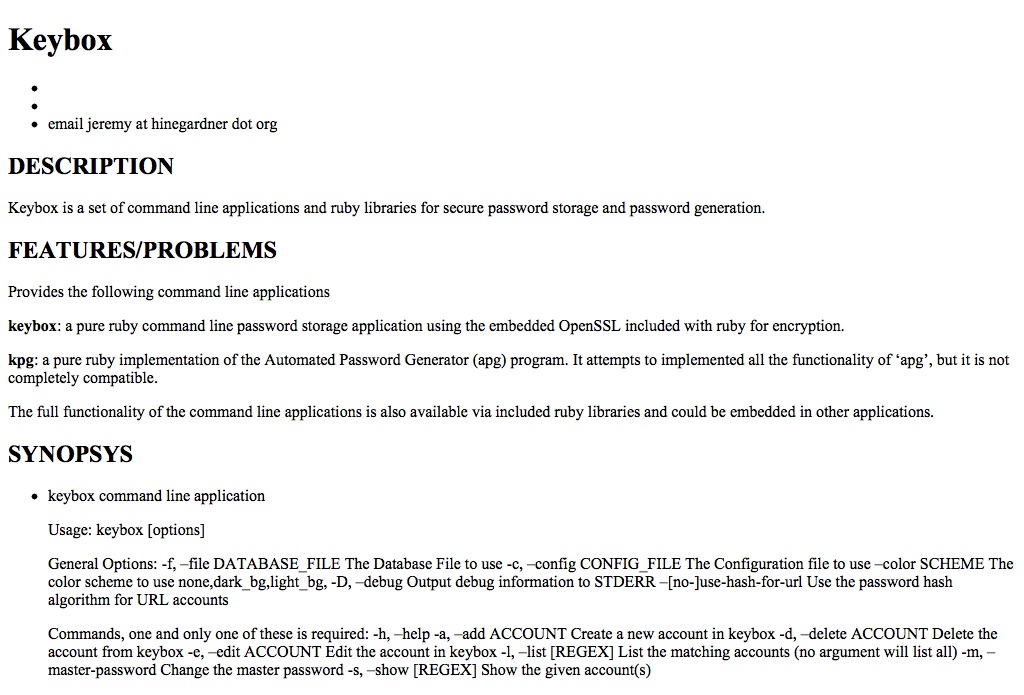 Keybox
email jeremy at hinegardner dot org
DESCRIPTION
Keybox is a set of command line applications and ruby libraries for secure password storage and password generation.
FEATURES/PROBLEMS
Provides the following command line applications
keybox: a pure ruby command line password storage application using the embedded OpenSSL included with ruby for encryption.
kpg: a pure ruby implementation of the Automated Password Generator (apg) program. It attempts to implemented all the functionality of ‘apg’, but it is not
completely compatible.
The full functionality of the command line applications is also available via included ruby libraries and could be embedded in other applications.
SYNOPSYS
keybox command line application
Usage: keybox [options]
General Options: -f, –file DATABASE_FILE The Database File to use -c, –config CONFIG_FILE The Configuration file to use –color SCHEME The
color scheme to use none,dark_bg,light_bg, -D, –debug Output debug information to STDERR –[no-]use-hash-for-url Use the password hash
algorithm for URL accounts
Commands, one and only one of these is required: -h, –help -a, –add ACCOUNT Create a new account in keybox -d, –delete ACCOUNT Delete the
account from keybox -e, –edit ACCOUNT Edit the account in keybox -l, –list [REGEX] List the matching accounts (no argument will list all) -m, –
master-password Change the master password -s, –show [REGEX] Show the given account(s)